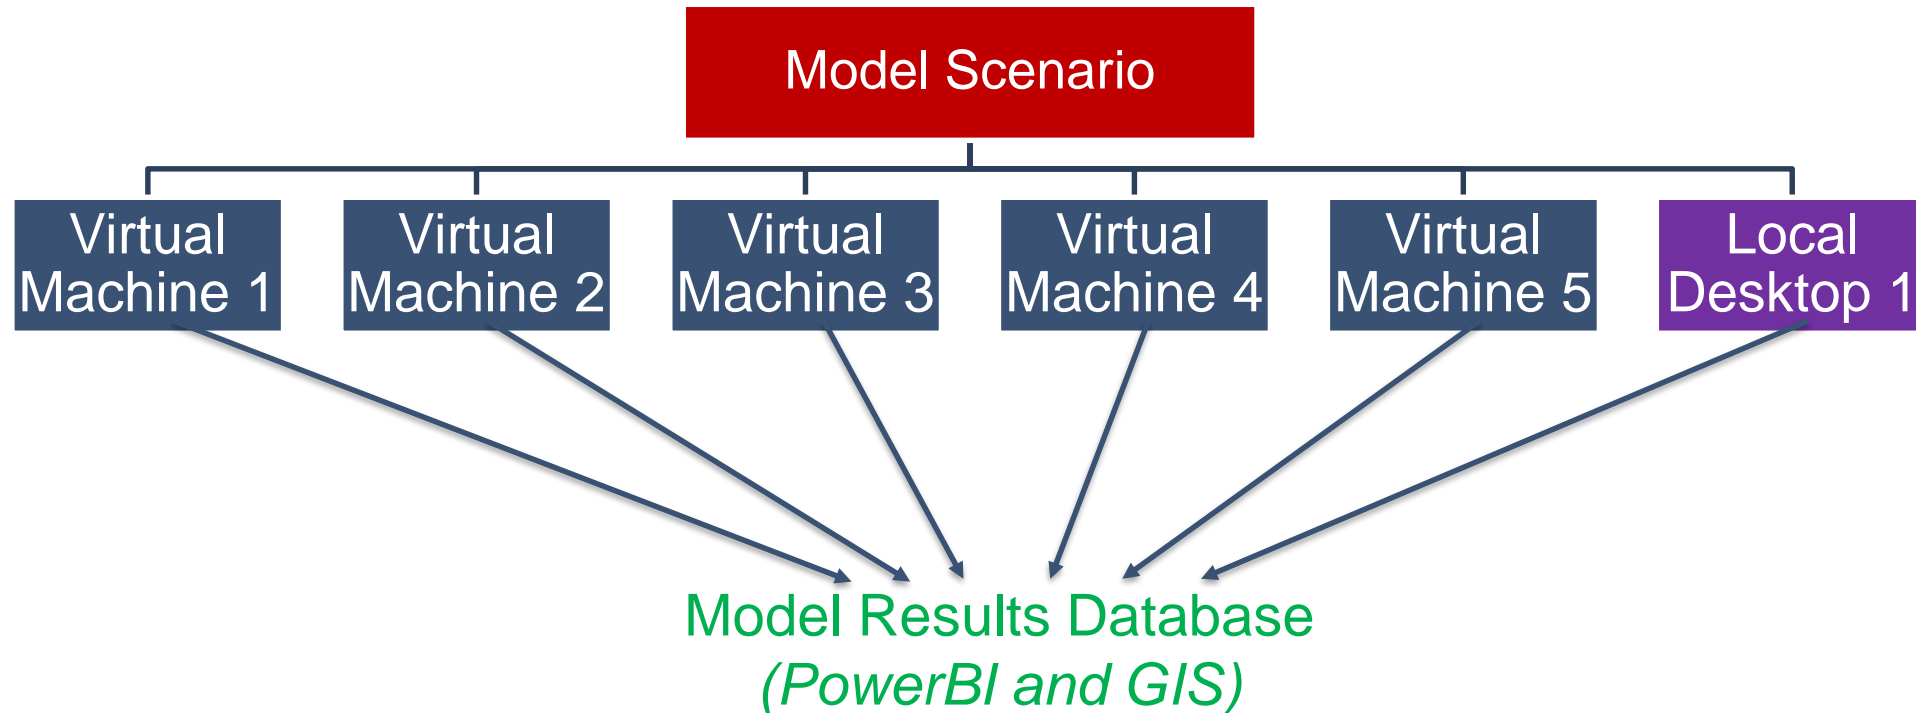 Model Scenario
Virtual
Machine 1
Virtual
Machine 2
Virtual
Machine 3
Virtual
Machine 4
Virtual
Machine 5
Local
Desktop 1
Model Results Database
(PowerBI and GIS)